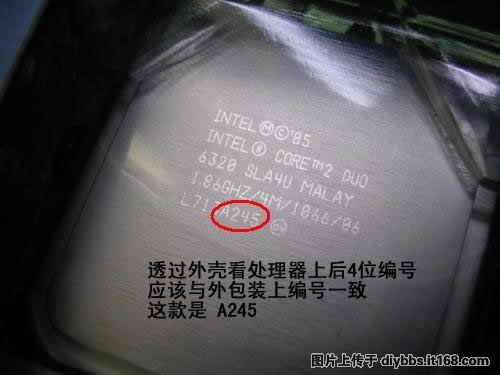 INTEL Ⓜ©'05
INTEL® CORE™2 DUO
6320 SLA4U MALAY
1.86GHZ/4M/1066/06
L717A245 e4
透过外壳看处理器上后4位编号
应该与外包装上编号一致
这款是 A245
图片上传于 diybbs.it168.com